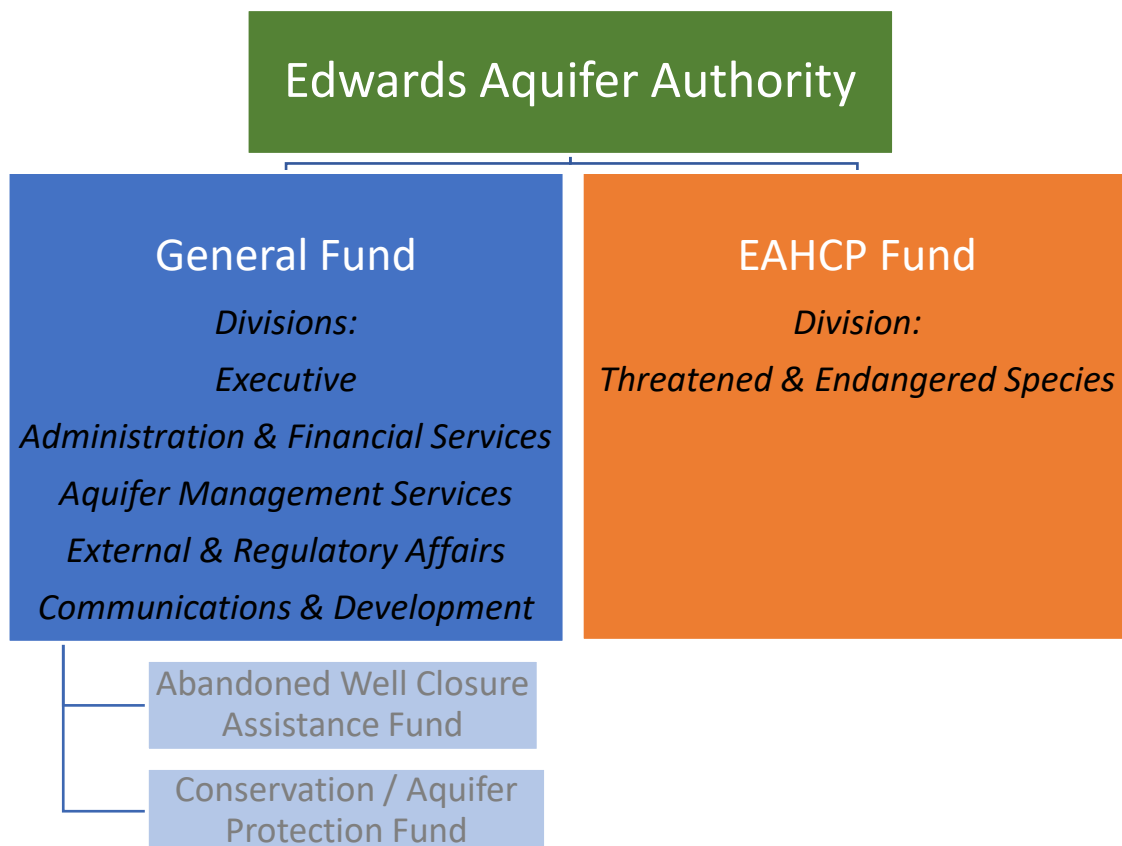 Edwards Aquifer Authority
General Fund
Divisions:
Executive
Administration & Financial Services
Aquifer Management Services
External & Regulatory Affairs
Communications & Development
EAHCP Fund
Division:
Threatened & Endangered Species
Abandoned Well Closure
Assistance Fund
Conservation / Aquifer
Protection Fund